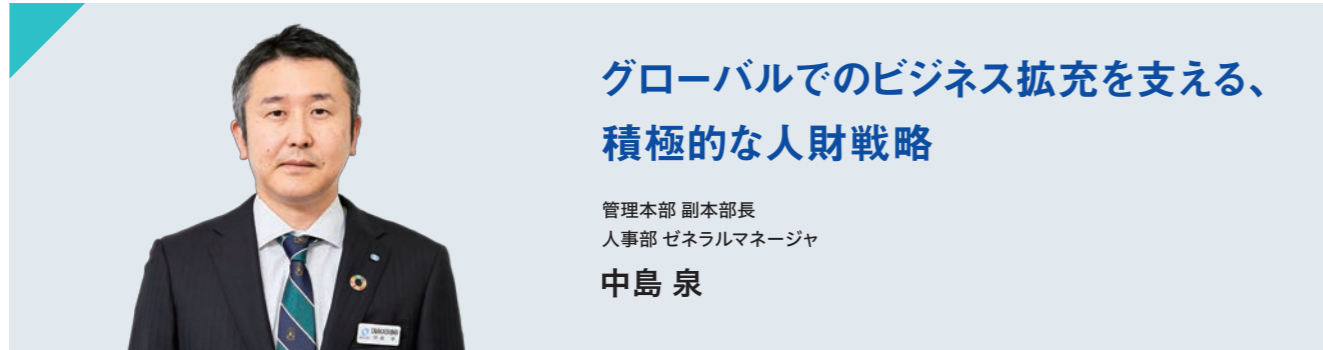 グローバルでのビジネス拡充を支える、
積極的な人財戦略
管理本部 副本部長
人事部 ゼネラルマネージャ
中島 泉